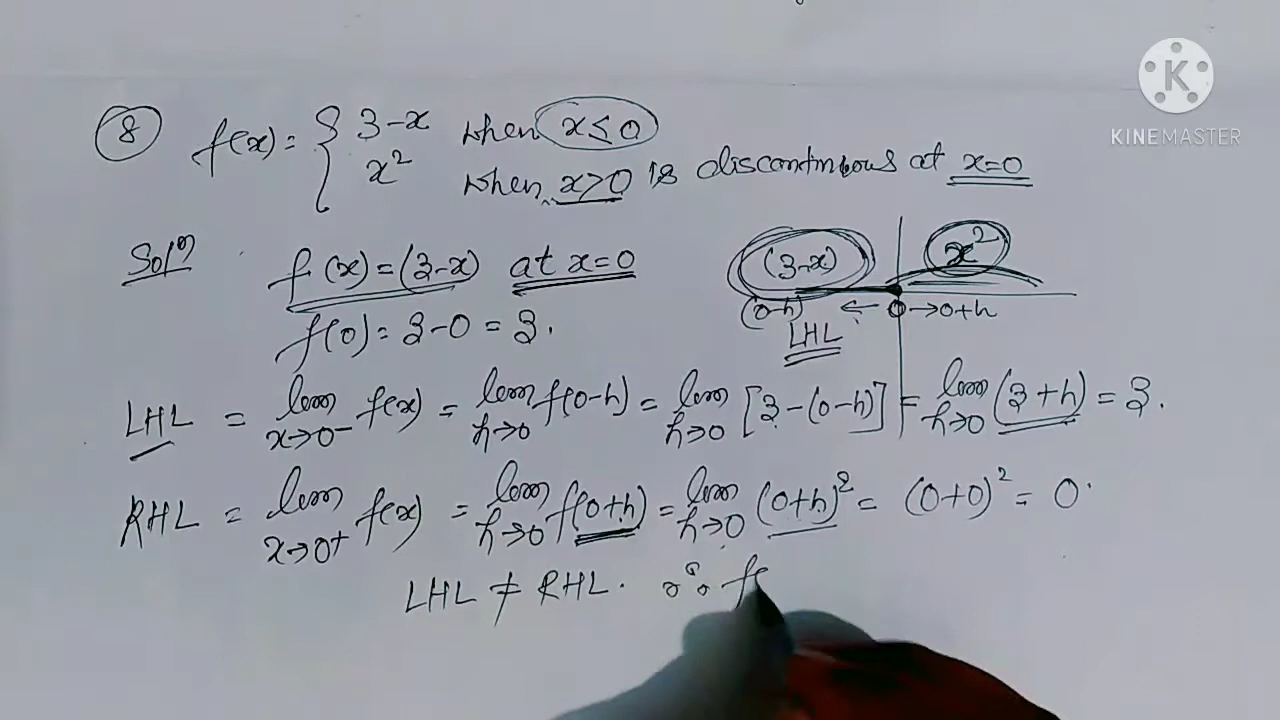 K
KINEMASTER
⑧ f(x) = { 3-x when x ≤ 0
x² when x>0 is discontinuous at x=0
Solⁿ f(x) = (3-x) at x=0
(3-x) x²
f(0) = 3-0 = 3.
(0-h) ← 0 → 0+h
LHL
LHL = lim x→0⁻ f(x) = lim h→0 f(0-h) = lim h→0 [3-(0-h)] = lim h→0 (3+h) = 3.
RHL = lim x→0⁺ f(x) = lim h→0 f(0+h) = lim h→0 (0+h)² = (0+0)² = 0.
LHL ≠ RHL. ∴ f